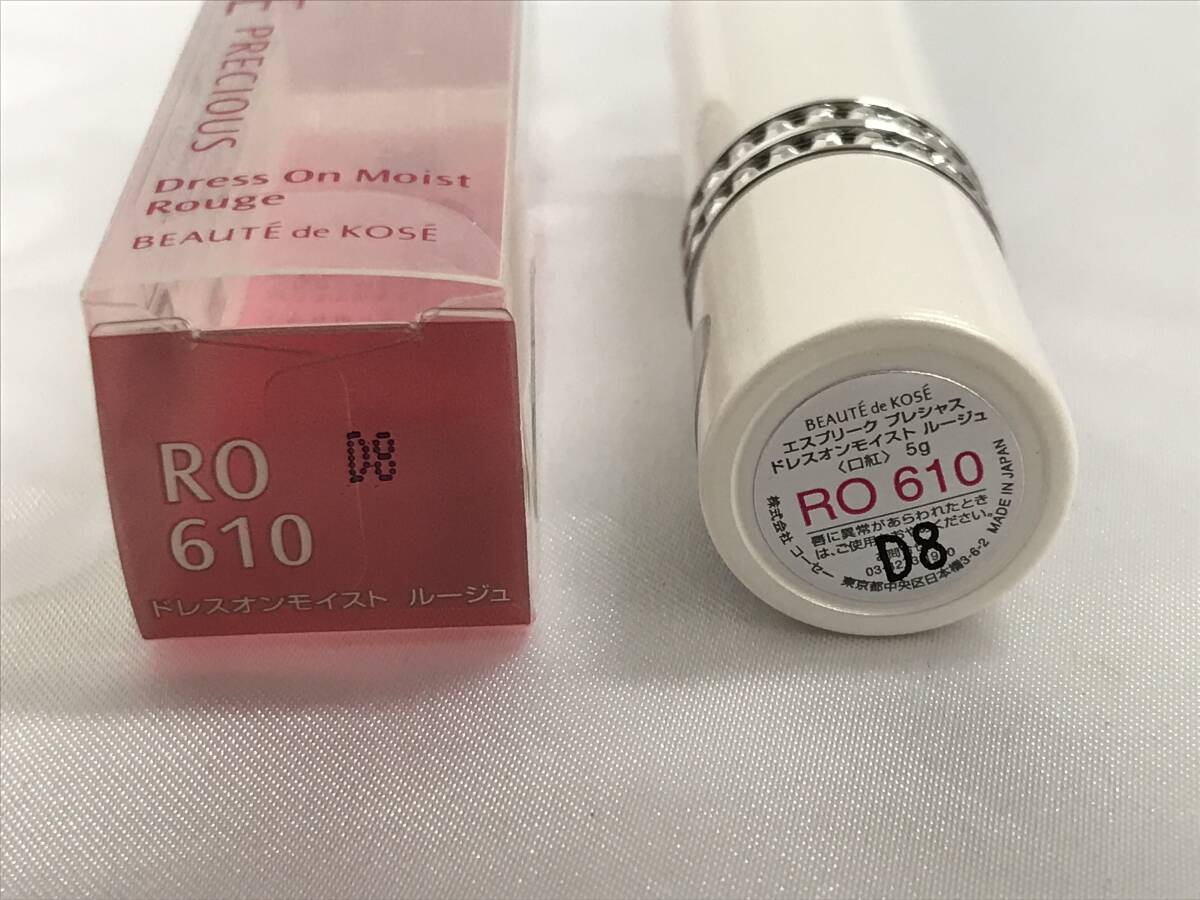 E PRECIOUS
Dress On Moist
Rouge
BEAUTÉ de KOSÉ
RO
610
D8
ドレスオンモイスト ルージュ
BEAUTÉ de KOSÉ
エスプリーク プレシャス
ドレスオンモイスト ルージュ
〈口紅〉 5g
RO 610
唇に異常があらわれたとき
は、ご使用 ください。
D8
株式会社 コーセー 東京都中央区日本橋3-6-2 MADE IN JAPAN